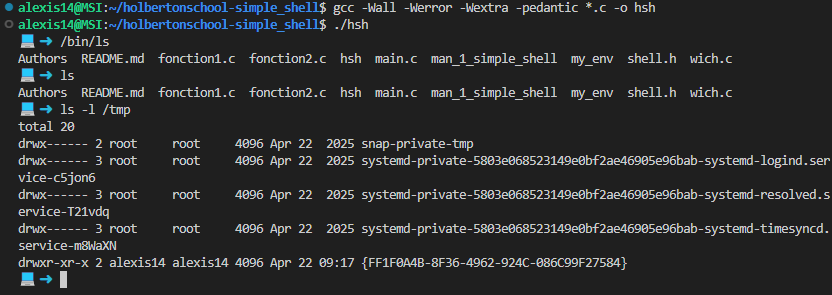 alexis14@MSI:~/holbertonschool-simple_shell$ gcc -Wall -Werror -Wextra -pedantic *.c -o hsh
alexis14@MSI:~/holbertonschool-simple_shell$ ./hsh
💻 ➜ /bin/ls
Authors README.md fonction1.c fonction2.c hsh main.c man_1_simple_shell my_env shell.h wich.c
💻 ➜ ls
Authors README.md fonction1.c fonction2.c hsh main.c man_1_simple_shell my_env shell.h wich.c
💻 ➜ ls -l /tmp
total 20
drwx------ 2 root root 4096 Apr 22 2025 snap-private-tmp
drwx------ 3 root root 4096 Apr 22 2025 systemd-private-5803e068523149e0bf2ae46905e96bab-systemd-logind.ser
vice-c5jon6
drwx------ 3 root root 4096 Apr 22 2025 systemd-private-5803e068523149e0bf2ae46905e96bab-systemd-resolved.s
ervice-T21vdq
drwx------ 3 root root 4096 Apr 22 2025 systemd-private-5803e068523149e0bf2ae46905e96bab-systemd-timesyncd.
service-m8WaXN
drwxr-xr-x 2 alexis14 alexis14 4096 Apr 22 09:17 {FF1F0A4B-8F36-4962-924C-086C99F27584}
💻 ➜